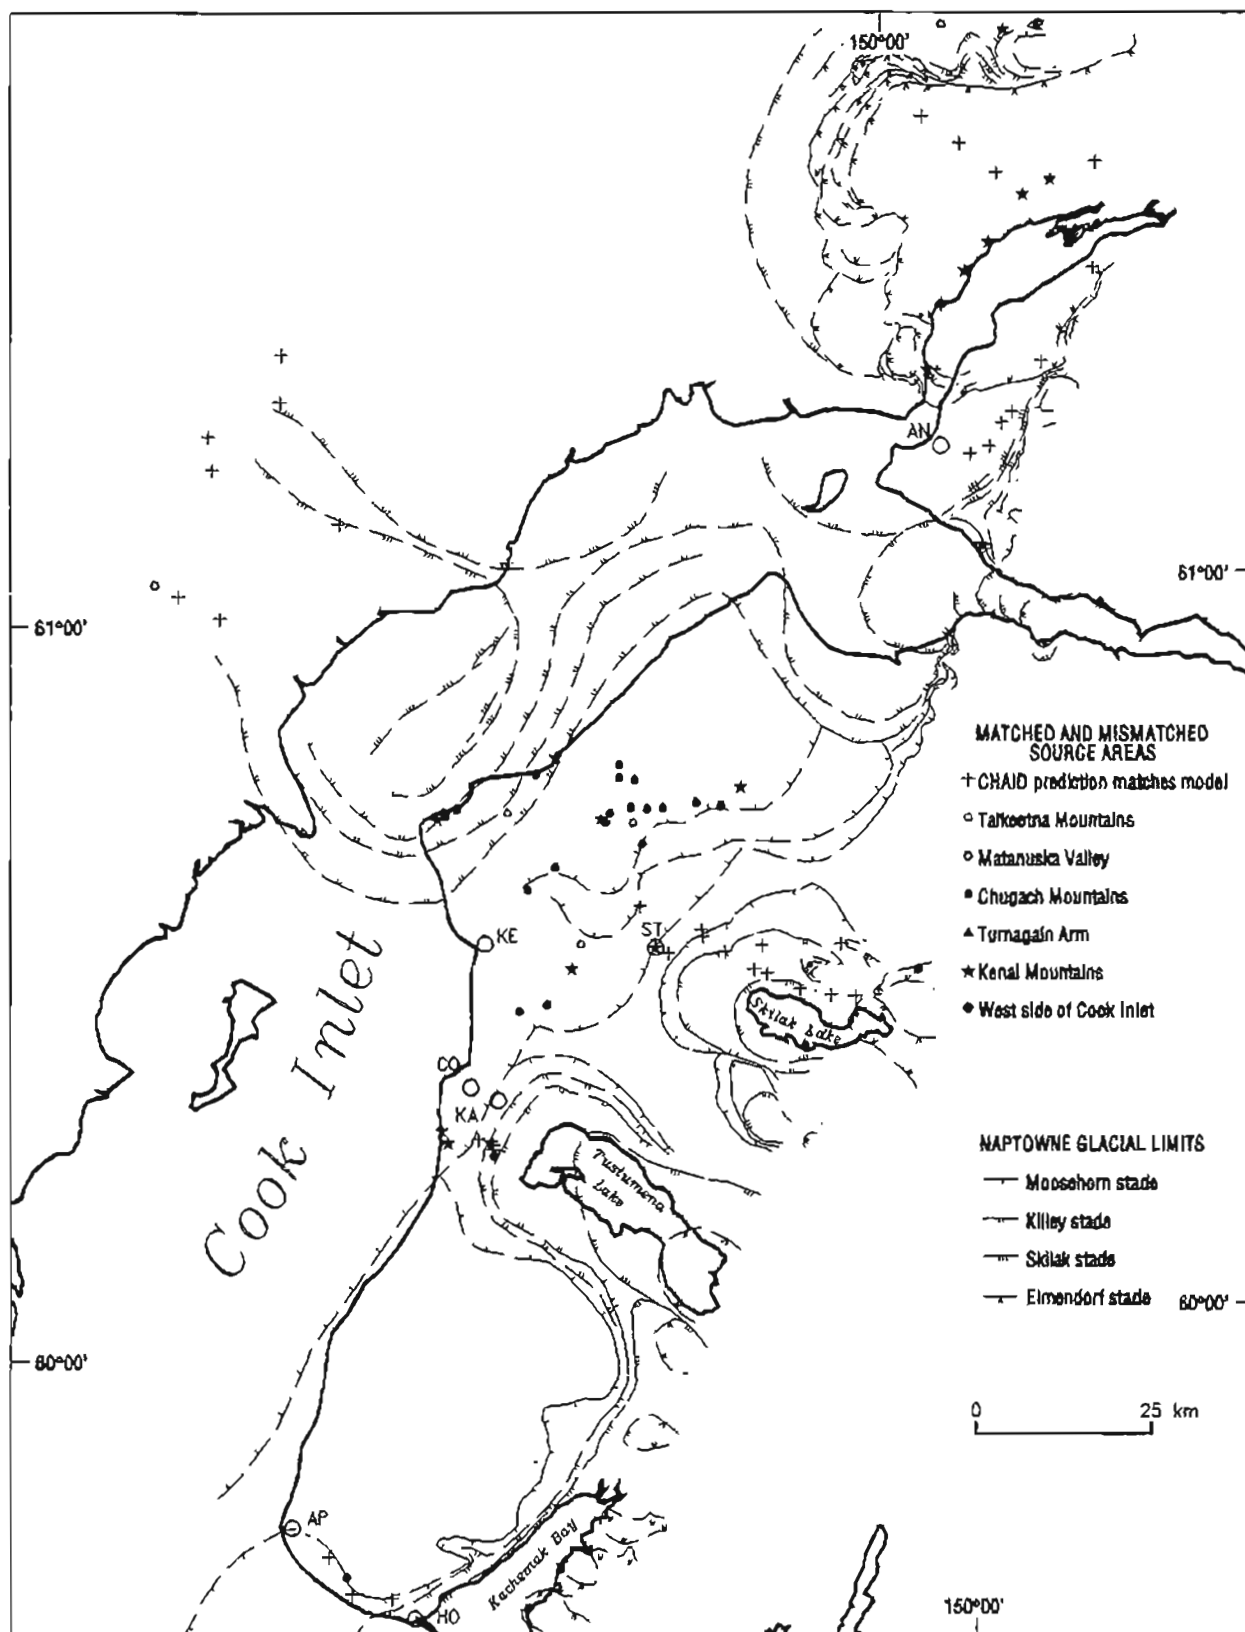 150°00'
AN
61°00'
61°00'
MATCHED AND MISMATCHED
SOURCE AREAS
CHAID prediction matches model
Talkeetna Mountains
Matanuska Valley
Chugach Mountains
Turnagain Arm
Kenai Mountains
West side of Cook Inlet
KE
ST
Skilak Lake
Cook Inlet
CO
KA
Tustumena
Lake
NAPTOWNE GLACIAL LIMITS
Moosehorn stade
Killey stade
Skilak stade
Elmendorf stade
60°00'
60°00'
0 25 km
AP
Kachemak Bay
HO
150°00'